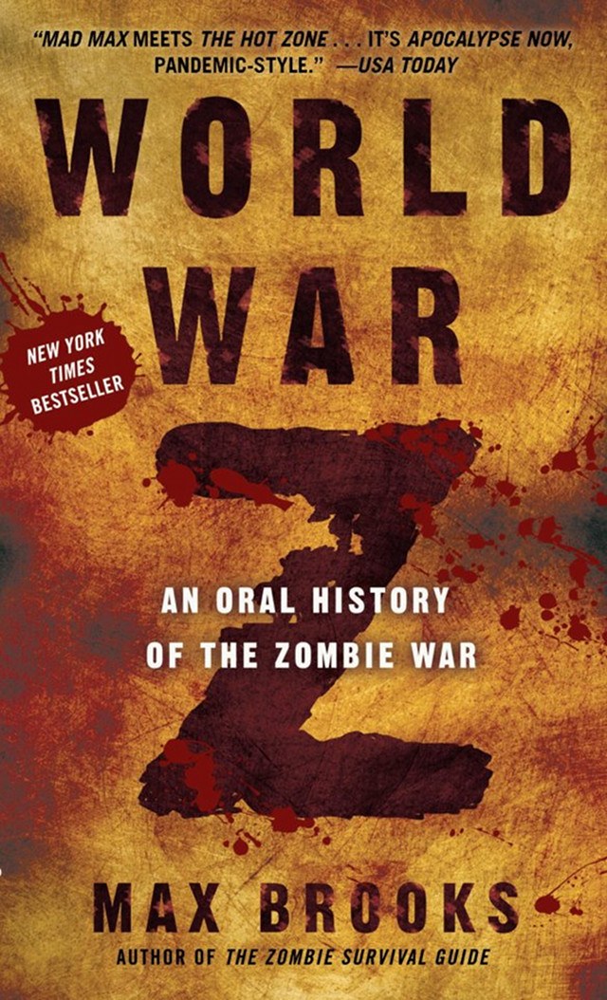 “MAD MAX MEETS THE HOT ZONE . . . IT’S APOCALYPSE NOW,
PANDEMIC-STYLE.” —USA TODAY
WORLD
WAR
NEW YORK
TIMES
BESTSELLER
Z
AN ORAL HISTORY
OF THE ZOMBIE WAR
MAX BROOKS
AUTHOR OF THE ZOMBIE SURVIVAL GUIDE